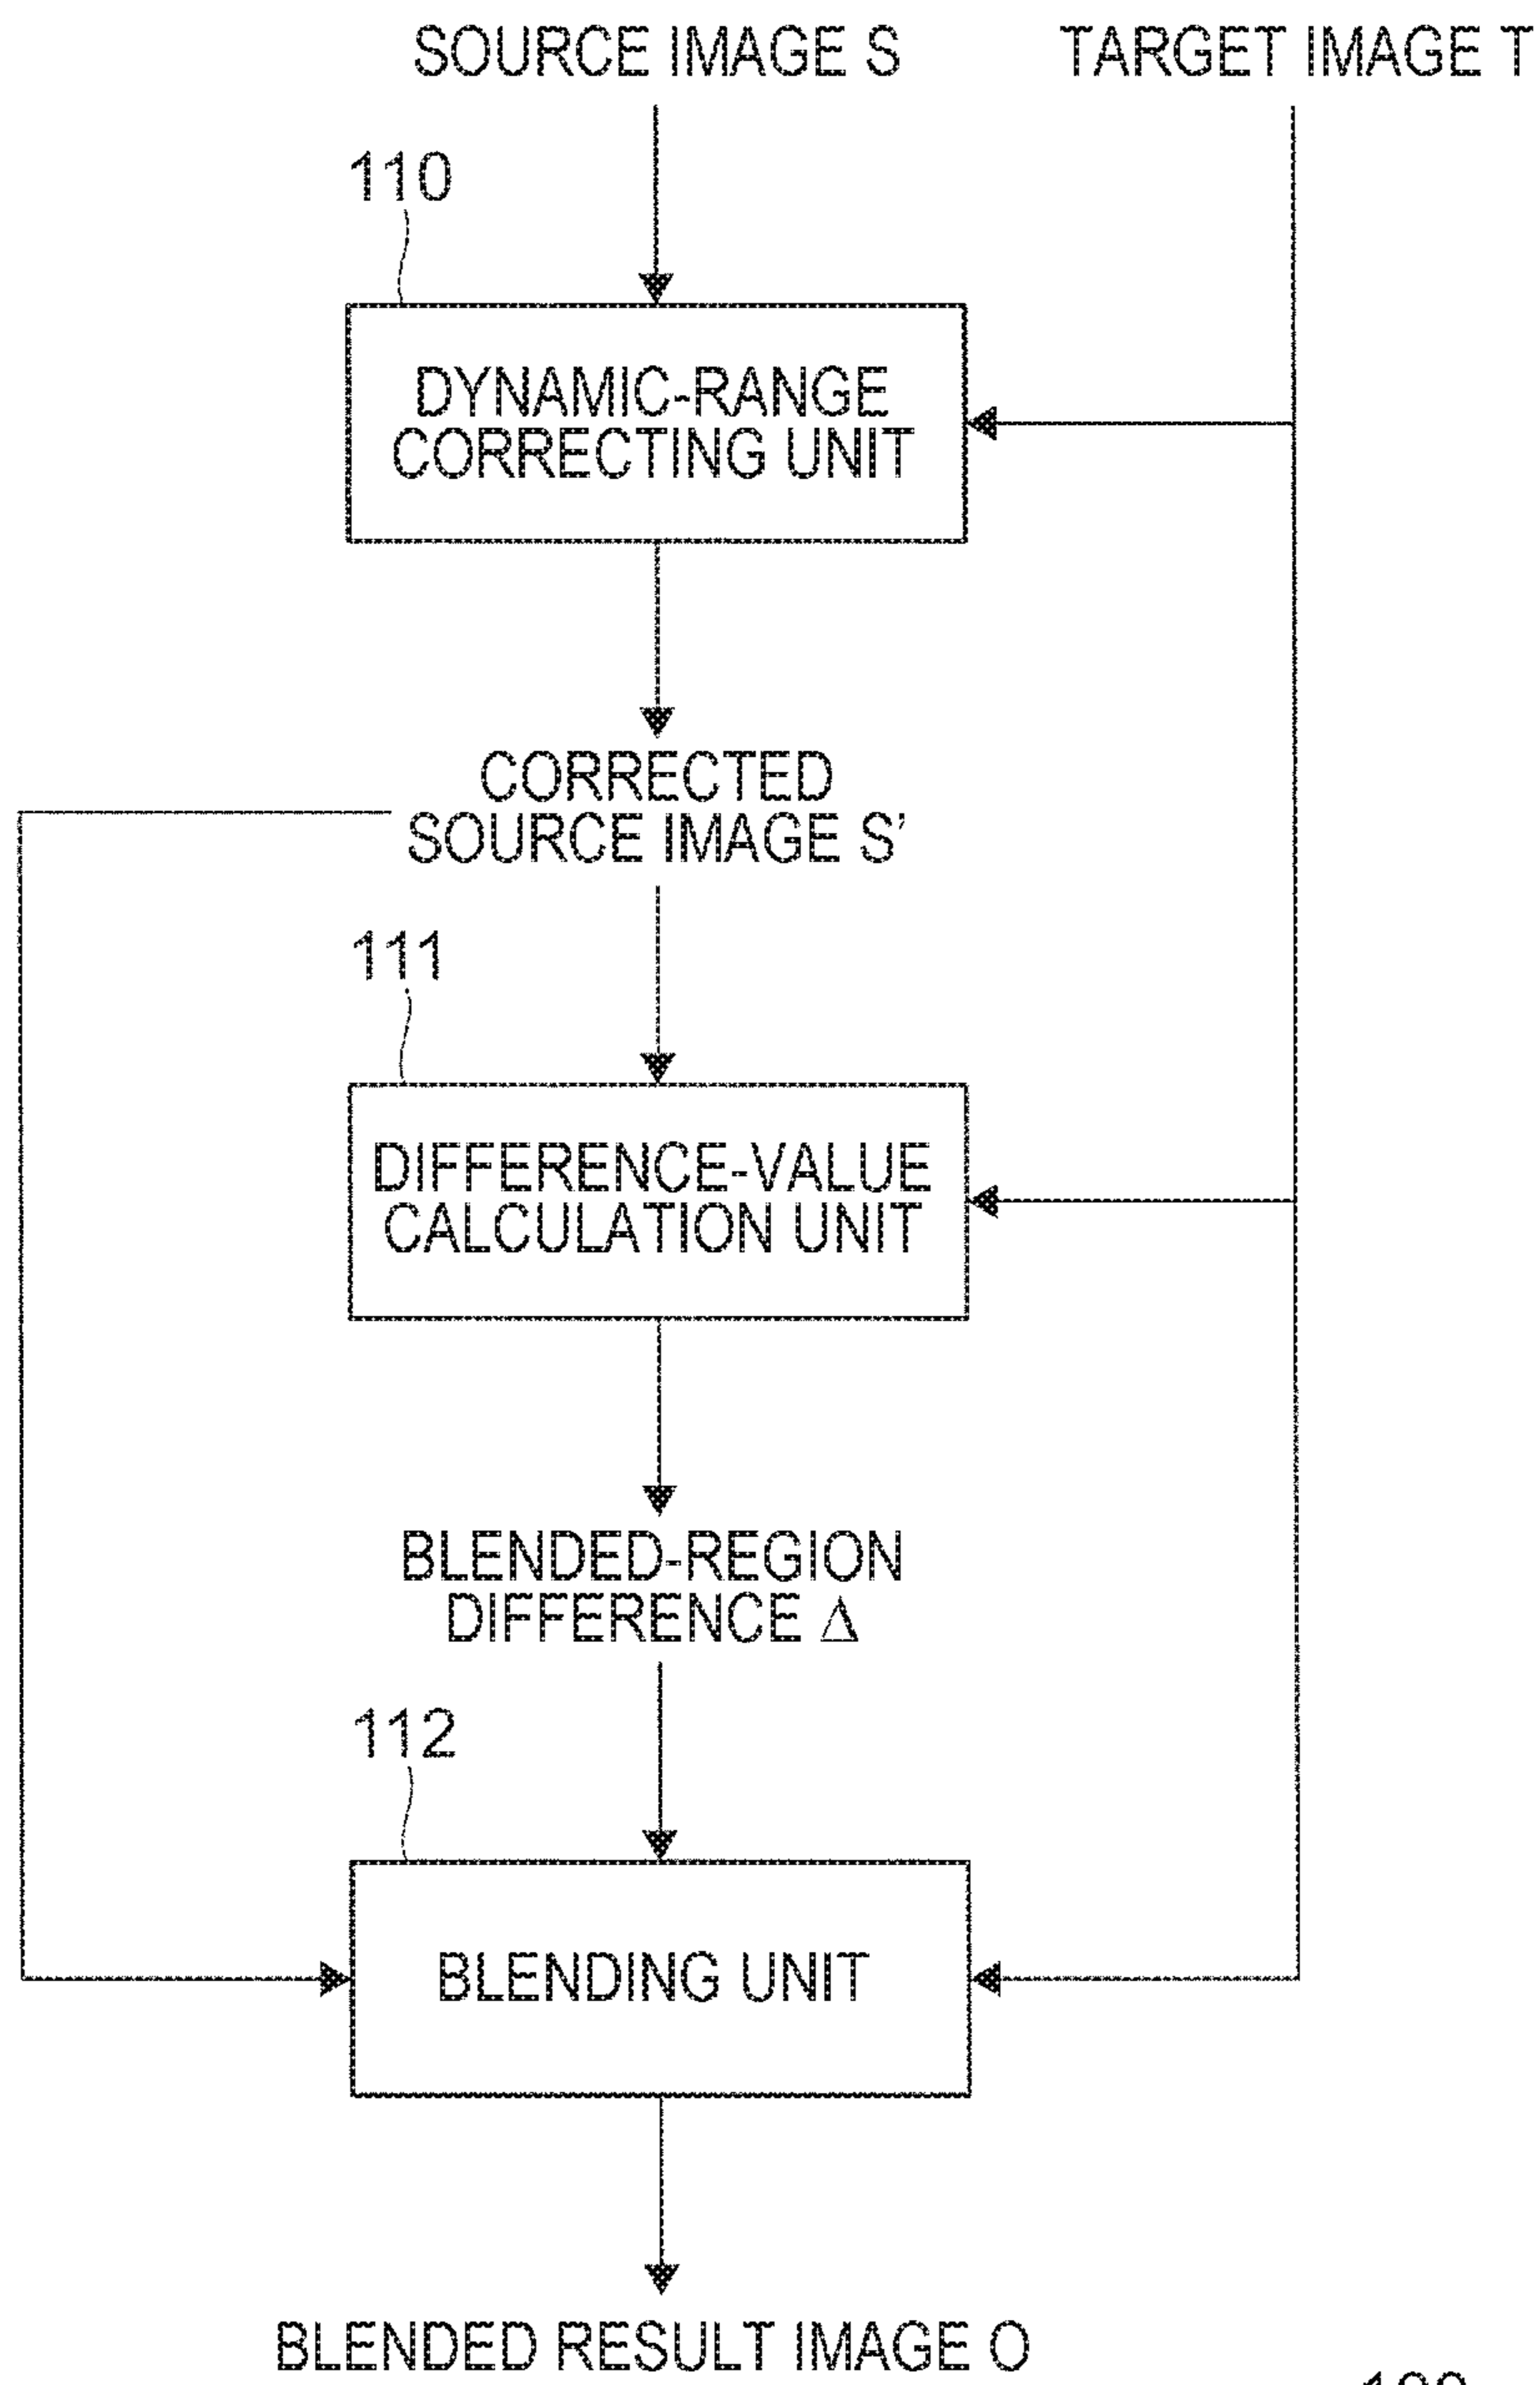 SOURCE IMAGE S
TARGET IMAGE T
110
DYNAMIC-RANGE
CORRECTING UNIT
CORRECTED
SOURCE IMAGE S'
111
DIFFERENCE-VALUE
CALCULATION UNIT
BLENDED-REGION
DIFFERENCE Δ
112
BLENDING UNIT
BLENDED RESULT IMAGE O